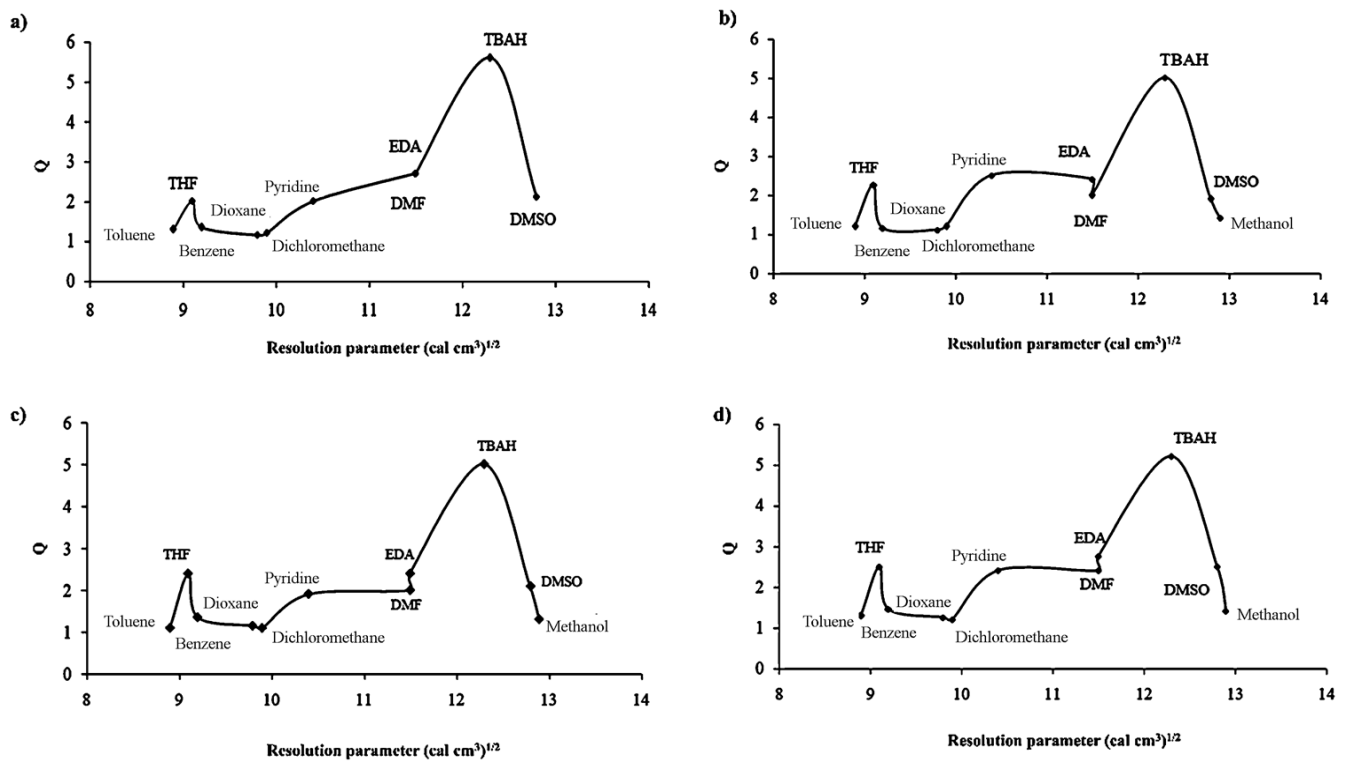 a)
6
TBAH
5
4
EDA
3
Q
THF
Pyridine
2
Dioxane
DMF
DMSO
Toluene
1
Benzene
Dichloromethane
0
8 9 10 11 12 13 14
Resolution parameter (cal cm³)¹/²
b)
6
TBAH
5
4
3
EDA
Q
THF
Pyridine
2
Dioxane
DMSO
DMF
Toluene
Methanol
1
Benzene
Dichloromethane
0
8 9 10 11 12 13 14
Resolution parameter (cal cm³)¹/²
c)
6
TBAH
5
4
3
Q
THF
EDA
Pyridine
DMSO
2
Dioxane
DMF
Toluene
Methanol
1
Benzene
Dichloromethane
0
8 9 10 11 12 13 14
Resolution parameter (cal cm³)¹/²
d)
6
TBAH
5
4
EDA
3
Q
THF
Pyridine
DMF
2
Dioxane
DMSO
Toluene
Methanol
1
Benzene
Dichloromethane
0
8 9 10 11 12 13 14
Resolution parameter (cal cm³)¹/²